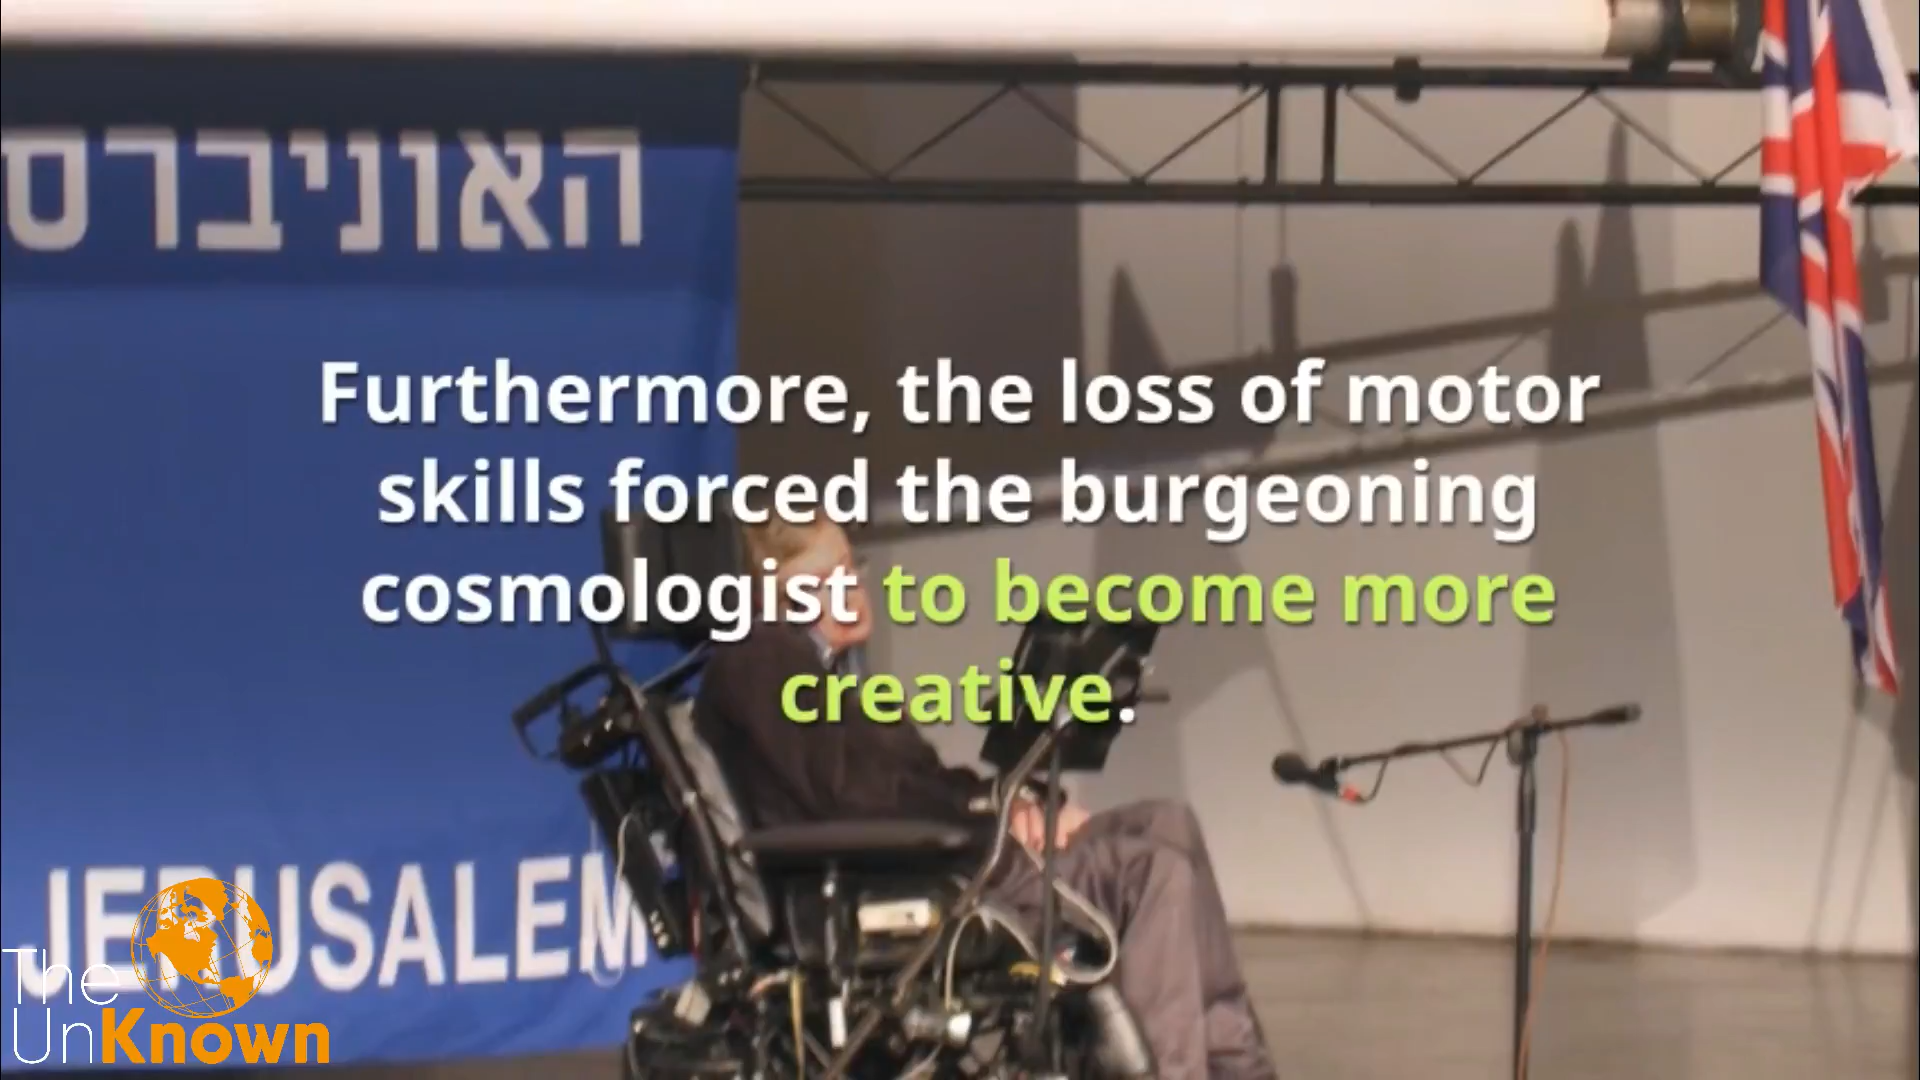 האוניברס
Furthermore, the loss of motor
skills forced the burgeoning
cosmologist to become more
creative.
JERUSALEM
The
UnKnown